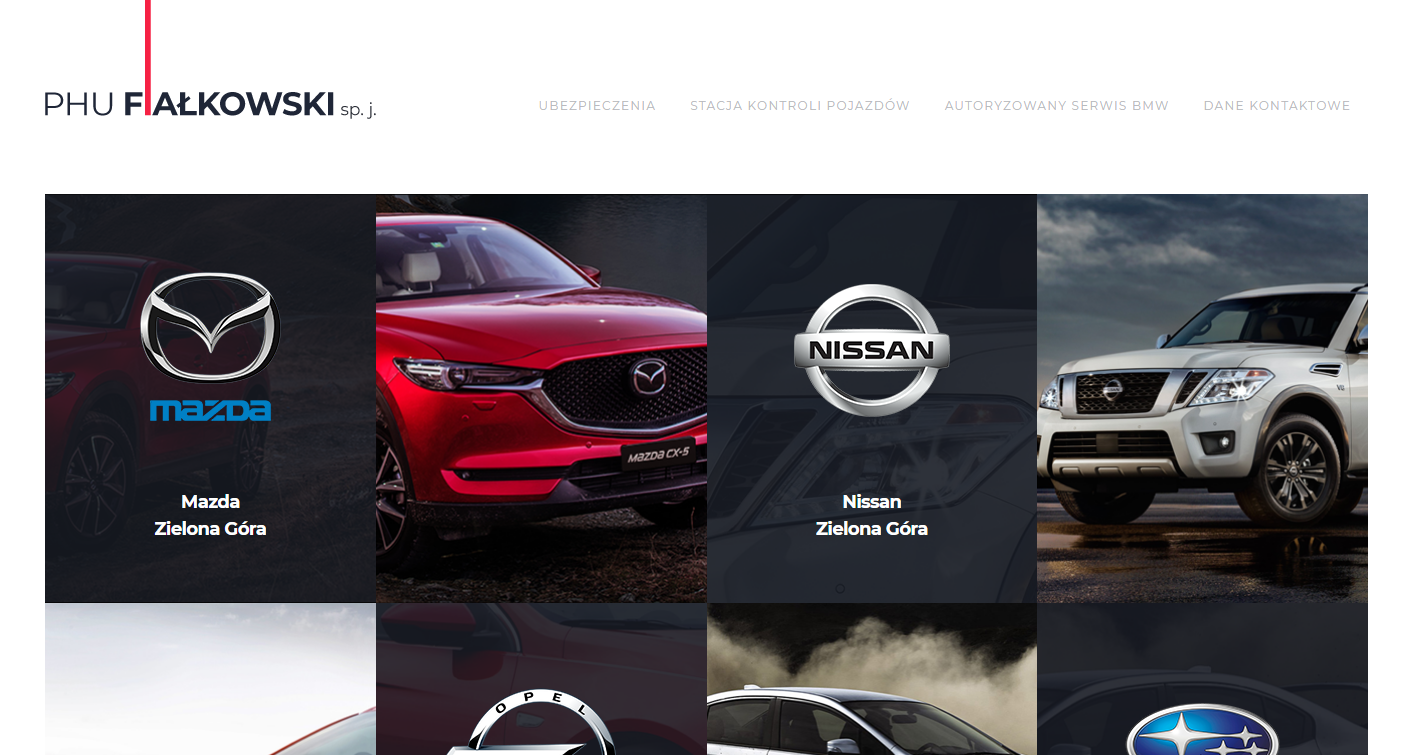 PHU FIAŁKOWSKI sp. j.
UBEZPIECZENIA STACJA KONTROLI POJAZDÓW AUTORYZOWANY SERWIS BMW DANE KONTAKTOWE
mazda
Mazda
Zielona Góra
mazda CX-5
NISSAN
Nissan
Zielona Góra
V8
OPEL